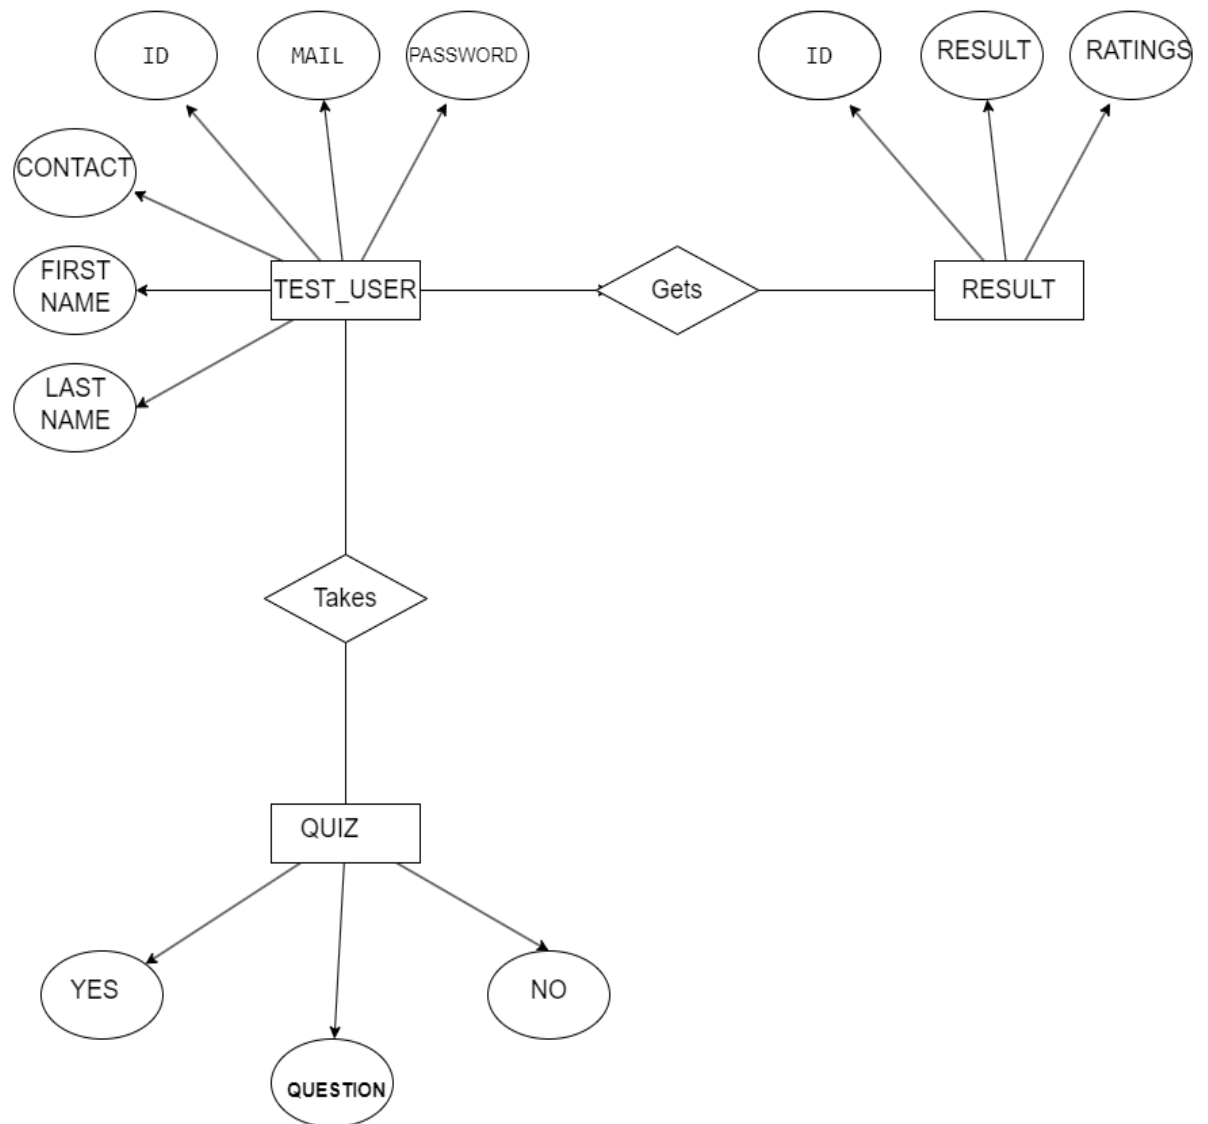 ID
MAIL
PASSWORD
ID
RESULT
RATINGS
CONTACT
FIRST
NAME
TEST_USER
Gets
RESULT
LAST
NAME
Takes
QUIZ
YES
NO
QUESTION